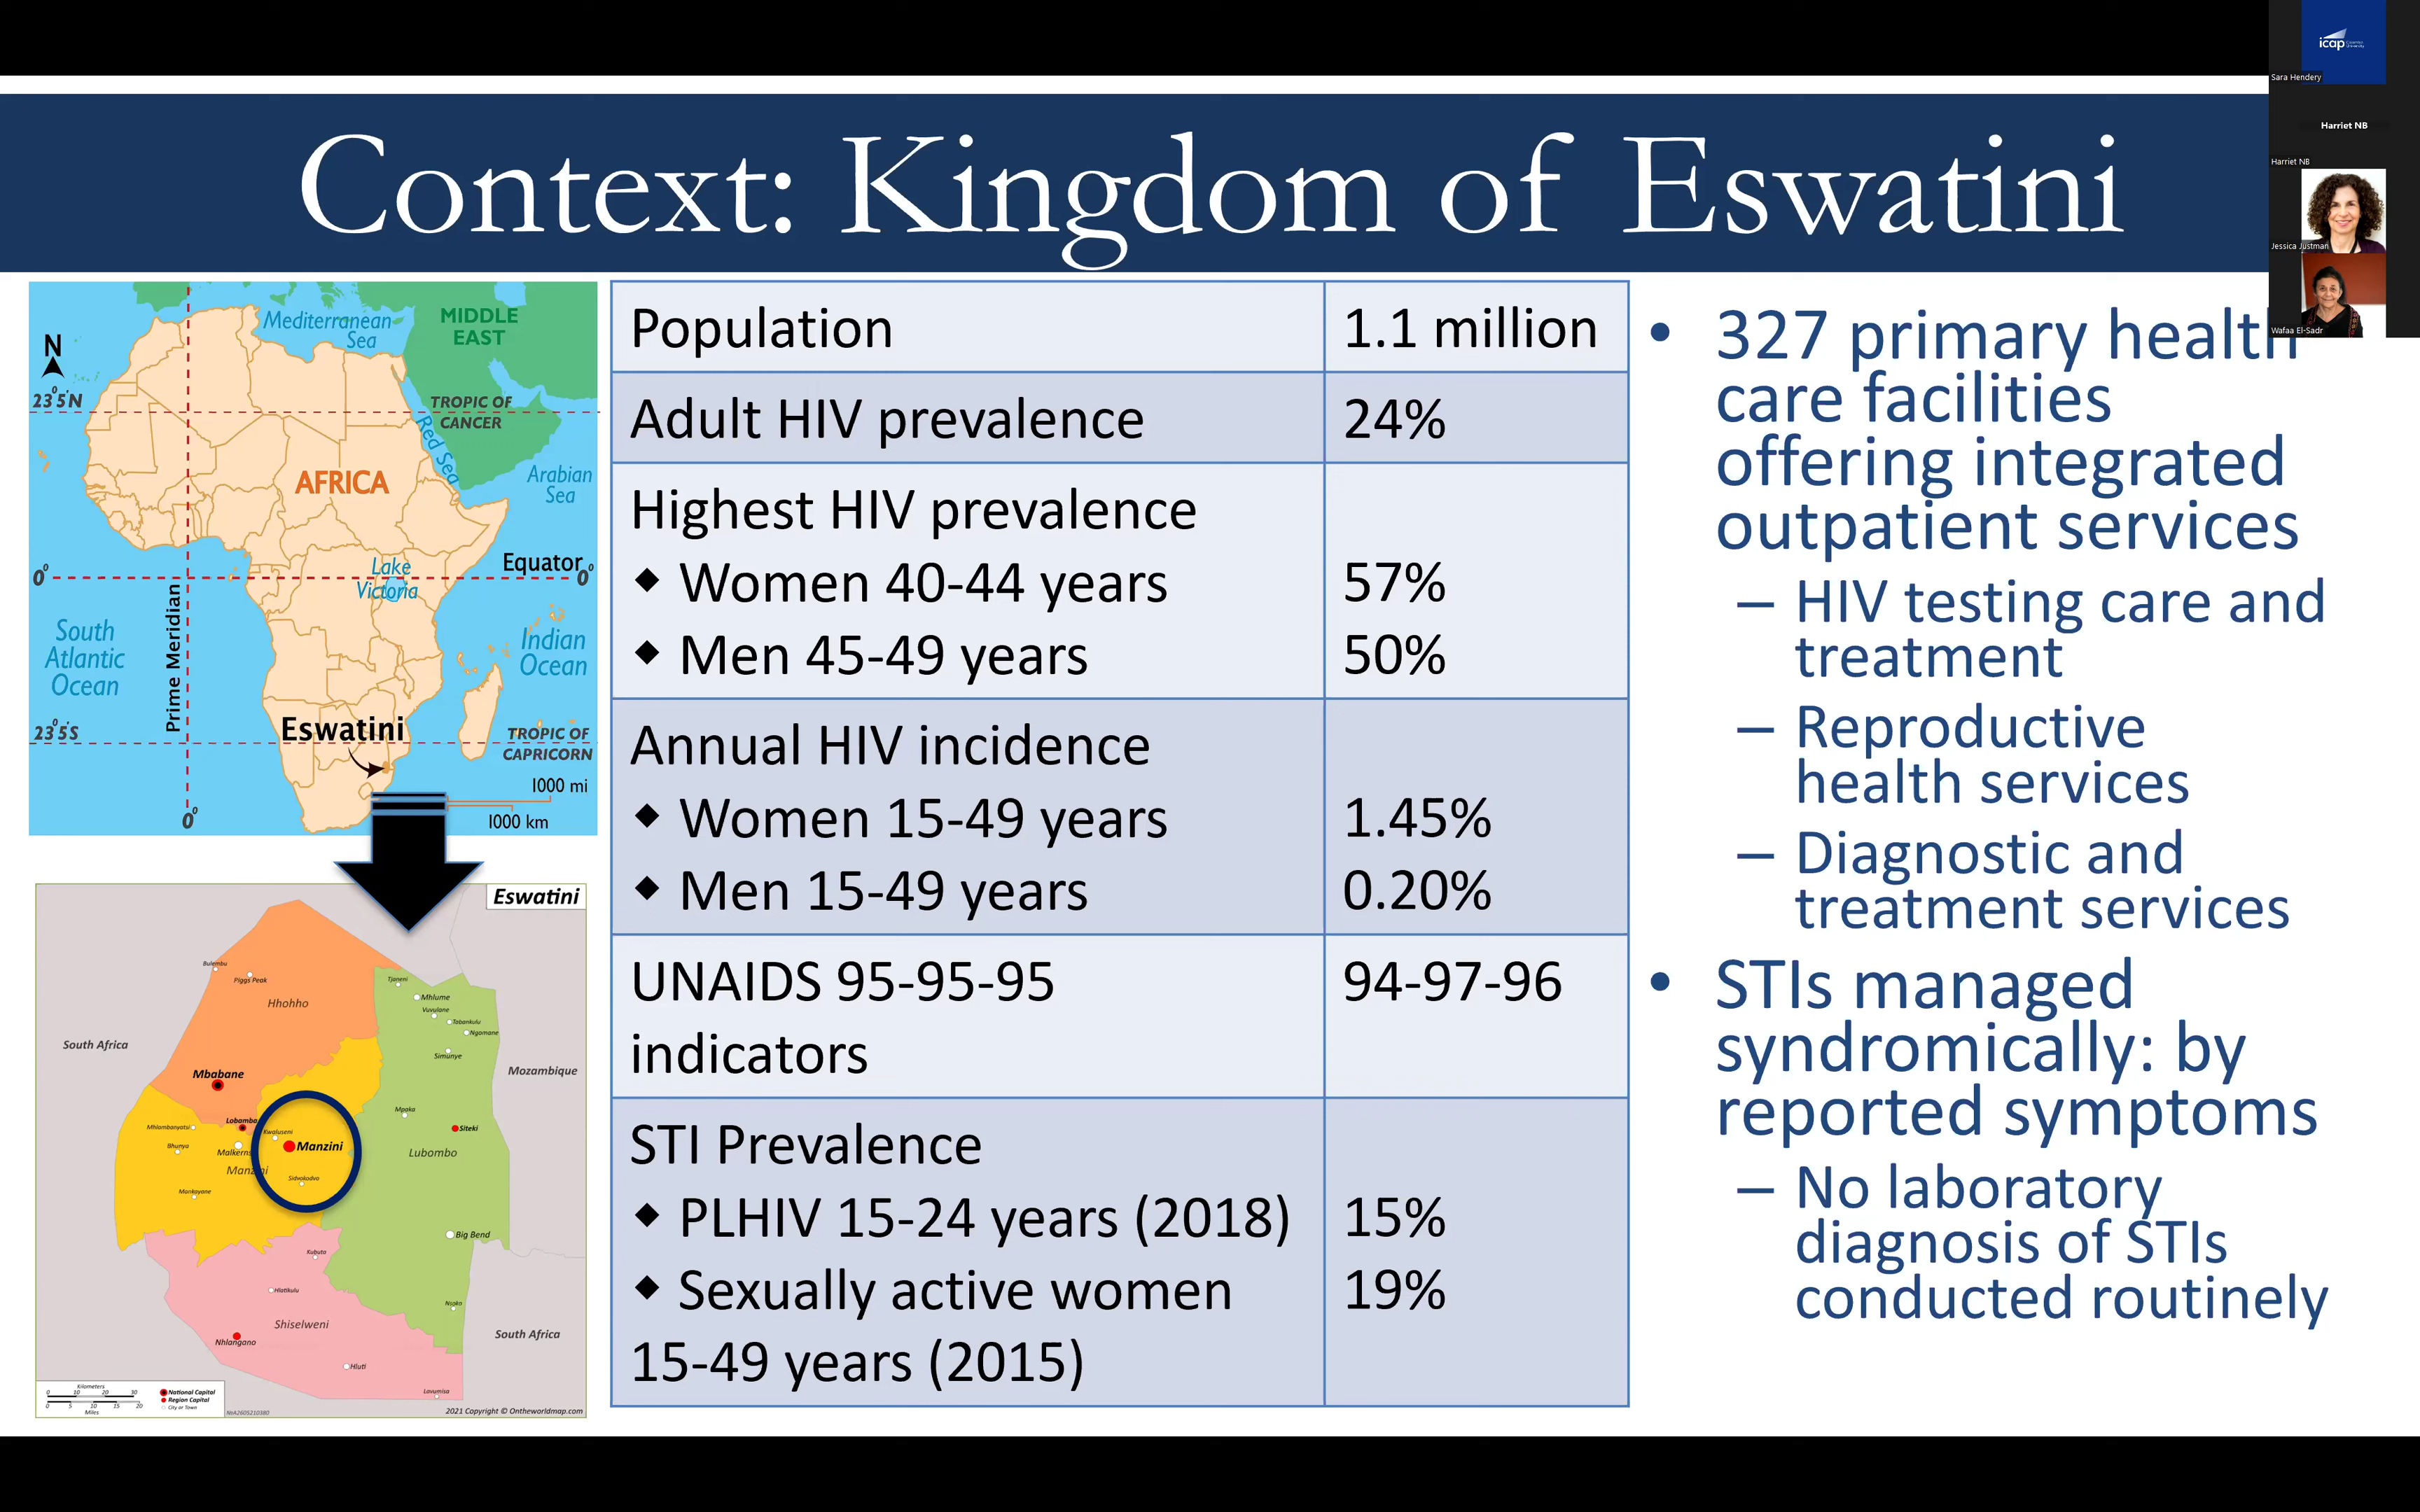 icap
Sara Hendery
Harriet NB
Harriet NB
Jessica Justman
Wafaa El-Sadr
Context: Kingdom of Eswatini
N
Mediterranean
Sea
MIDDLE
EAST
23°5'N
TROPIC OF
CANCER
Red Sea
AFRICA
Arabian
Sea
Equator
0°
0°
Lake
Victoria
Prime Meridian
South
Atlantic
Ocean
Indian
Ocean
Eswatini
23°5'S
TROPIC OF
CAPRICORN
1000 mi
1000 km
0°
Eswatini
Bulembu
Piggs Peak
Hhohho
Tjaneni
Mhlume
Vuvulane
Tabankulu
Ngomane
Simunye
South Africa
Mozambique
Mbabane
Mpaka
Lobamba
Siteki
Mhlambanyatsi
Kwaluseni
Bhunya
Malkerns
Manzini
Lubombo
Manzini
Sidvokodvo
Mankayane
Big Bend
Kubuta
Hlatikulu
Nsoko
Shiselweni
South Africa
Nhlangano
Hluti
Lavumisa
Kilometers
0 10 20 30
0 5 10 15 20
Miles
National Capital
Region Capital
City or Town
2021 Copyright © Ontheworldmap.com
Population 1.1 million
Adult HIV prevalence 24%
Highest HIV prevalence
◆ Women 40-44 years 57%
◆ Men 45-49 years 50%
Annual HIV incidence
◆ Women 15-49 years 1.45%
◆ Men 15-49 years 0.20%
UNAIDS 95-95-95 94-97-96
indicators
STI Prevalence
◆ PLHIV 15-24 years (2018) 15%
◆ Sexually active women 19%
15-49 years (2015)
• 327 primary health
care facilities
offering integrated
outpatient services
– HIV testing care and
treatment
– Reproductive
health services
– Diagnostic and
treatment services
• STIs managed
syndromically: by
reported symptoms
– No laboratory
diagnosis of STIs
conducted routinely